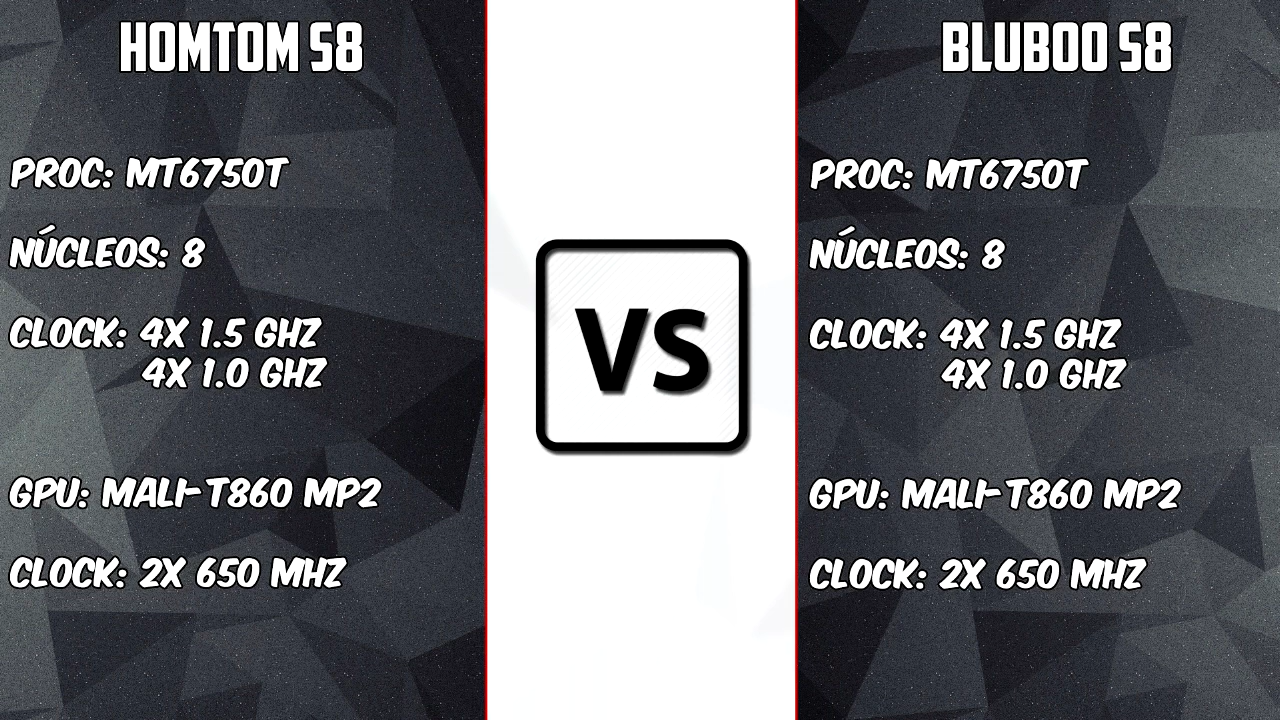 HOMTOM S8
PROC: MT6750T
NÚCLEOS: 8
CLOCK: 4X 1.5 GHZ
4X 1.0 GHZ
GPU: MALI-T860 MP2
CLOCK: 2X 650 MHZ
VS
BLUBOO S8
PROC: MT6750T
NÚCLEOS: 8
CLOCK: 4X 1.5 GHZ
4X 1.0 GHZ
GPU: MALI-T860 MP2
CLOCK: 2X 650 MHZ